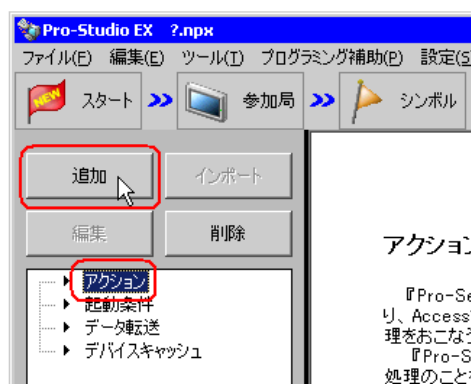 Pro-Studio EX ?.npx
ファイル(F) 編集(E) ツール(T) プログラミング補助(P) 設定(S
NEW スタート 参加局 シンボル
追加 インポート
編集 削除
アクション
起動条件
データ転送
デバイスキャッシュ
アクション
『Pro-Se
り、Access
理をおこなう
『Pro-S
処理のことを